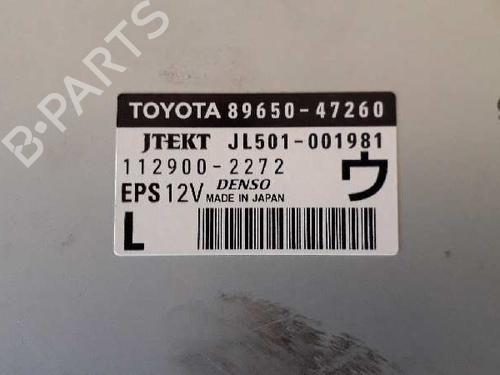 B-PARTS
TOYOTA 89650-47260
JTEKT JL501-001981
112900-2272
EPS 12V DENSO MADE IN JAPAN
ウ
L